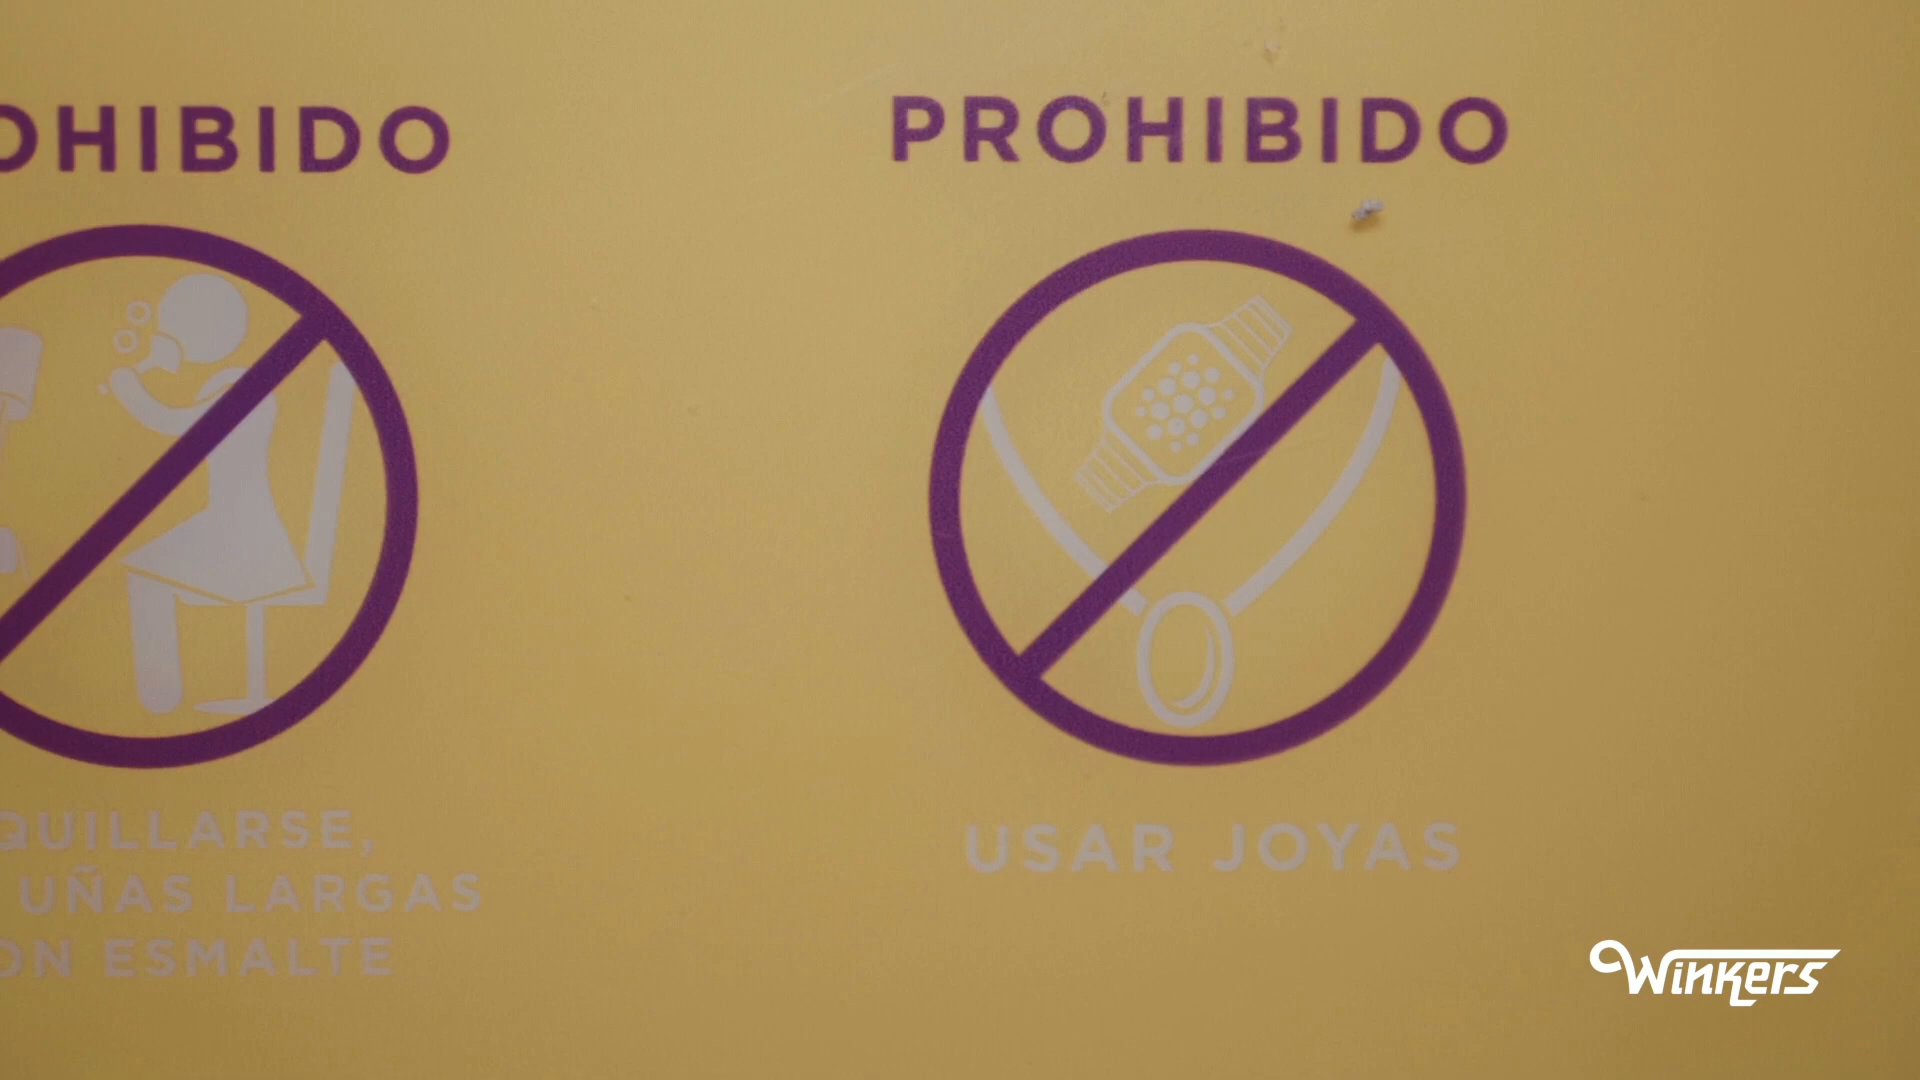 OHIBIDO
QUILLARSE,
UÑAS LARGAS
ON ESMALTE
PROHIBIDO
USAR JOYAS
Winkers